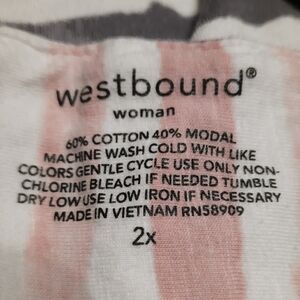 westbound®
woman
60% COTTON 40% MODAL
MACHINE WASH COLD WITH LIKE
COLORS GENTLE CYCLE USE ONLY NON-
CHLORINE BLEACH IF NEEDED TUMBLE
DRY LOW USE LOW IRON IF NECESSARY
MADE IN VIETNAM RN58909
2x